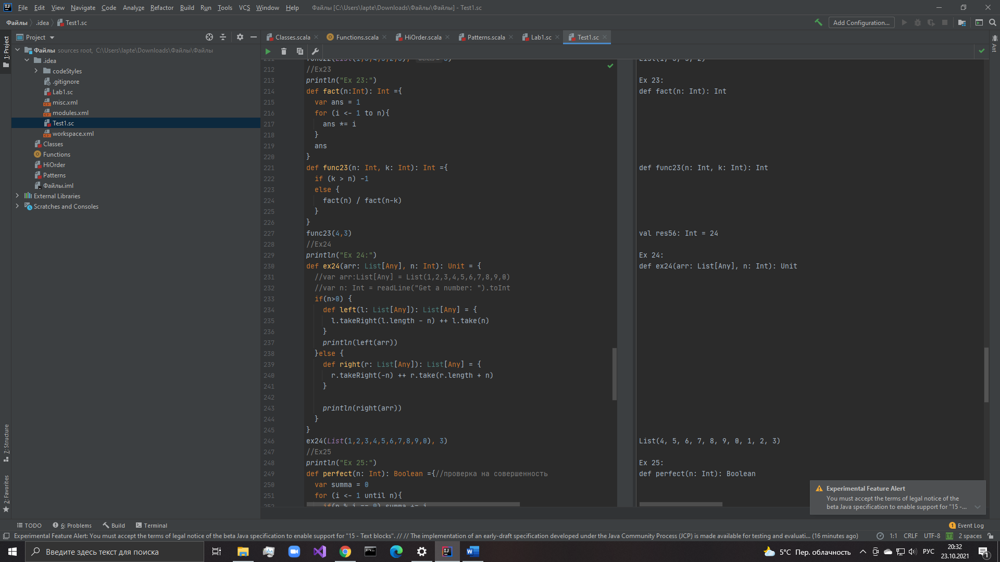 File Edit View Navigate Code Analyze Refactor Build Run Tools VCS Window Help Файлы [C:\Users\lapte\Downloads\Файлы\Файлы] - Test1.sc
Файлы .idea Test1.sc Add Configuration...
Project
Classes.scala Functions.scala HiOrder.scala Patterns.scala Lab1.sc Test1.sc
1: Project
Ant
Файлы sources root, C:\Users\lapte\Downloads\Файлы\Файлы
.idea
codeStyles
.gitignore
Lab1.sc
misc.xml
modules.xml
Test1.sc
workspace.xml
Classes
Functions
HiOrder
Patterns
Файлы.iml
External Libraries
Scratches and Consoles
7: Structure
2: Favorites
212 //Ex23
213 println("Ex 23:")
214 def fact(n:Int): Int ={
215 var ans = 1
216 for (i <- 1 to n){
217 ans *= i
218 }
219 ans
220 }
221 def func23(n: Int, k: Int): Int ={
222 if (k > n) -1
223 else {
224 fact(n) / fact(n-k)
225 }
226 }
227 func23(4,3)
228 //Ex24
229 println("Ex 24:")
230 def ex24(arr: List[Any], n: Int): Unit = {
231 //var arr:List[Any] = List(1,2,3,4,5,6,7,8,9,0)
232 //var n: Int = readLine("Get a number: ").toInt
233 if(n>0) {
234 def left(l: List[Any]): List[Any] = {
235 l.takeRight(l.length - n) ++ l.take(n)
236 }
237 println(left(arr))
238 }else {
239 def right(r: List[Any]): List[Any] = {
240 r.takeRight(-n) ++ r.take(r.length + n)
241 }
242
243 println(right(arr))
244 }
245 }
246 ex24(List(1,2,3,4,5,6,7,8,9,0), 3)
247 //Ex25
248 println("Ex 25:")
249 def perfect(n: Int): Boolean ={//проверка на совершенность
250 var summa = 0
251 for (i <- 1 until n){
252 if(n % i == 0) summa += i
Ex 23:
def fact(n: Int): Int
def func23(n: Int, k: Int): Int
val res56: Int = 24
Ex 24:
def ex24(arr: List[Any], n: Int): Unit
List(4, 5, 6, 7, 8, 9, 0, 1, 2, 3)
Ex 25:
def perfect(n: Int): Boolean
Experimental Feature Alert
You must accept the terms of legal notice of the
beta Java specification to enable support for "15 -...
TODO 6: Problems Build Terminal 1 Event Log
Experimental Feature Alert: You must accept the terms of legal notice of the beta Java specification to enable support for "15 - Text blocks". // // The implementation of an early-draft specification developed under the Java Community Process (JCP) is made available for testing and evaluati... (16 minutes ago) 1:1 CRLF UTF-8 [T] 2 spaces
Введите здесь текст для поиска 5°C Пер. облачность РУС 20:32
23.10.2021
1